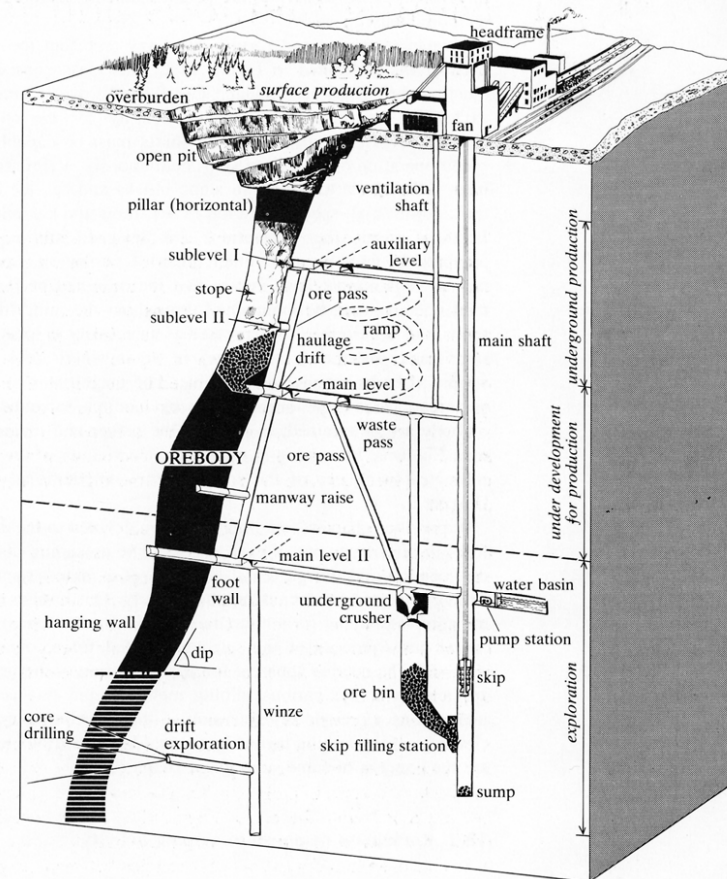 headframe
overburden
surface production
fan
open pit
ventilation
shaft
pillar (horizontal)
auxiliary
level
sublevel I
stope
ore pass
sublevel II
ramp
haulage
drift
main shaft
underground production
main level I
waste
pass
OREBODY
ore pass
manway raise
under development
for production
main level II
foot
wall
underground
crusher
water basin
hanging wall
pump station
dip
skip
ore bin
winze
core
drilling
drift
exploration
skip filling station
exploration
sump